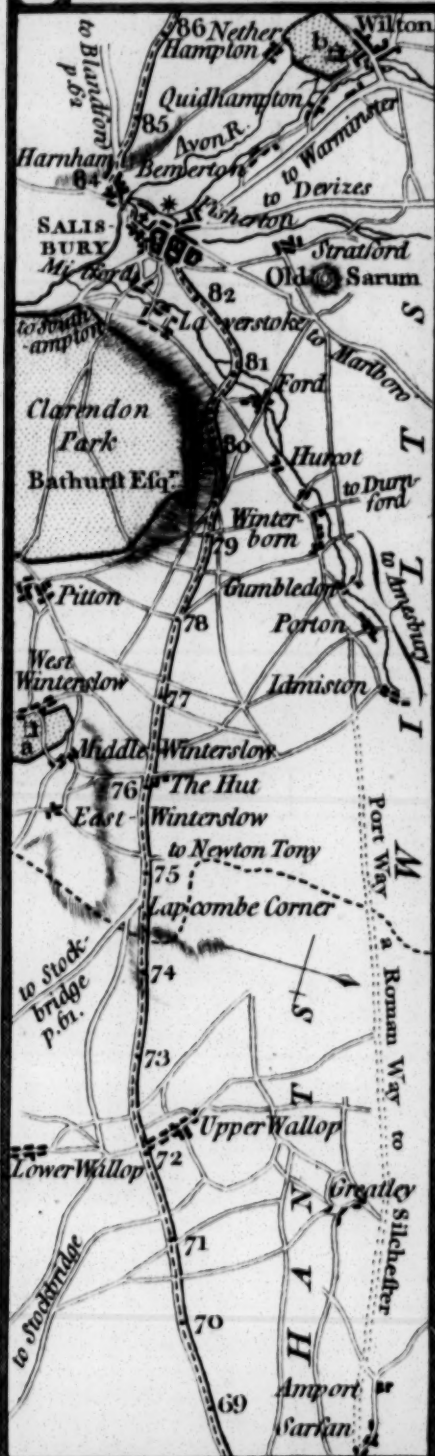 86
Nether
Hampton
b
Wilton
to Blandford
p. 62
Quidhampton
85
Avon R.
Harnham
Bemerton
to Warminster
84
to Devizes
Fisherton
SALIS-
BURY
Stratford
Milford
Old Sarum
82
S
Laverstoke
to South-
-ampton
to Marlboro
81
Ford
Clarendon
Park
80
Hurcot
T
Bathurst Esqr.
to Durn-
ford
Winter-
born
79
Gumbledon
T
to Amesbury
Pitton
78
Porton
West
Winterslow
Idmiston
77
I
a
Middle Winterslow
76
The Hut
East Winterslow
M
to Newton Tony
75
Port Way a Roman Way to Silchester
Lapcombe Corner
74
to Stock-
bridge
p. 61.
S
73
T
Upper Wallop
72
Lower Wallop
Greatley
N
71
to Stockbridge
V
70
H
69
Amport
Sarsan